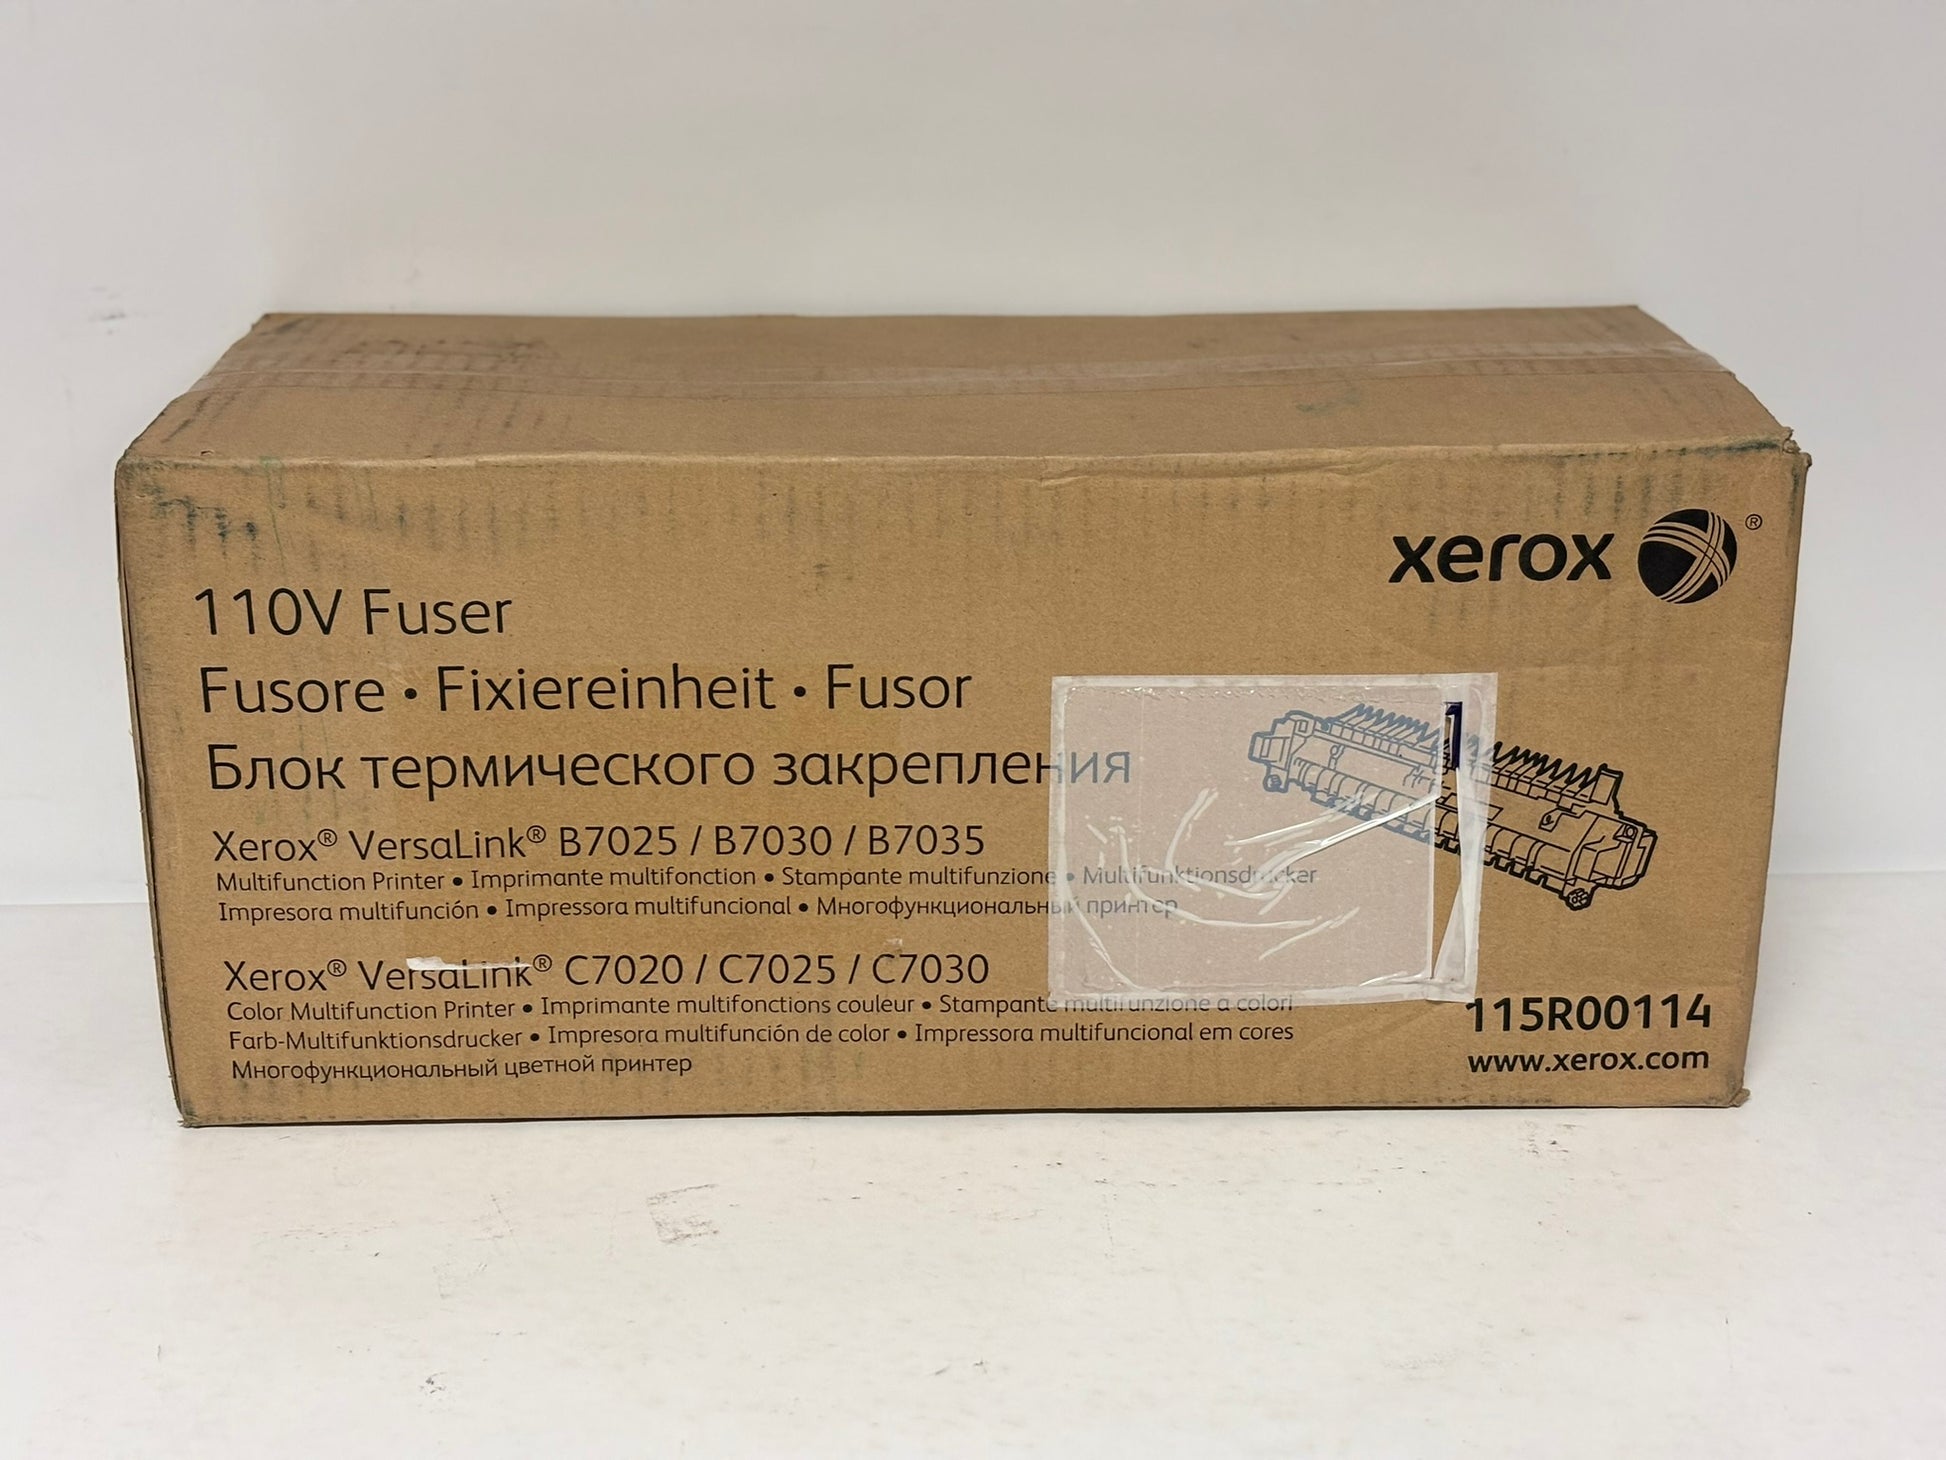 xerox ®
110V Fuser
Fusore • Fixiereinheit • Fusor
Блок термического закрепления
Xerox® VersaLink® B7025 / B7030 / B7035
Multifunction Printer • Imprimante multifonction • Stampante multifunzione • Multifunktionsdrucker
Impresora multifunción • Impressora multifuncional • Многофункциональный принтер
Xerox® VersaLink® C7020 / C7025 / C7030
Color Multifunction Printer • Imprimante multifonctions couleur • Stampante multifunzione a colori
Farb-Multifunktionsdrucker • Impresora multifunción de color • Impressora multifuncional em cores
Многофункциональный цветной принтер
115R00114
www.xerox.com